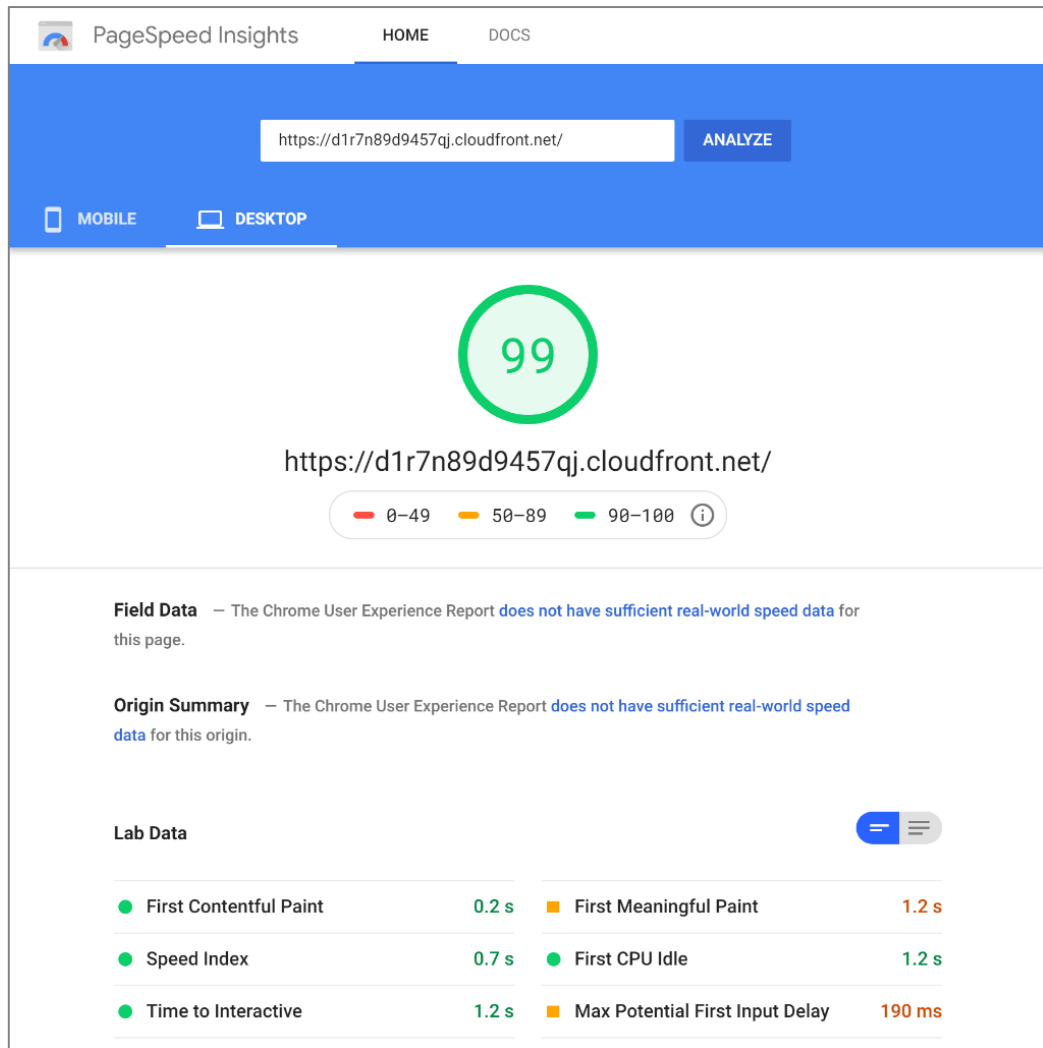 PageSpeed Insights HOME DOCS
https://d1r7n89d9457qj.cloudfront.net/ ANALYZE
MOBILE DESKTOP
99
https://d1r7n89d9457qj.cloudfront.net/
0–49 50–89 90–100
Field Data — The Chrome User Experience Report does not have sufficient real-world speed data for
this page.
Origin Summary — The Chrome User Experience Report does not have sufficient real-world speed
data for this origin.
Lab Data
First Contentful Paint 0.2 s First Meaningful Paint 1.2 s
Speed Index 0.7 s First CPU Idle 1.2 s
Time to Interactive 1.2 s Max Potential First Input Delay 190 ms